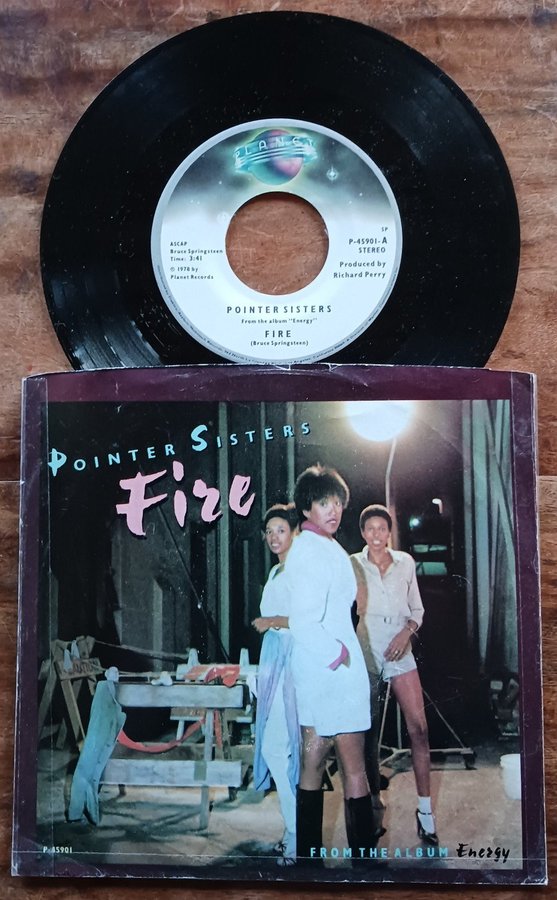 PLANET
SP
P-45901-A
STEREO
Produced by
Richard Perry
ASCAP
Bruce Springsteen
Time: 3:41
© 1978 by
Planet Records
POINTER SISTERS
From the album "Energy"
FIRE
(Bruce Springsteen)
POINTER SISTERS
Fire
P-45901
FROM THE ALBUM Energy